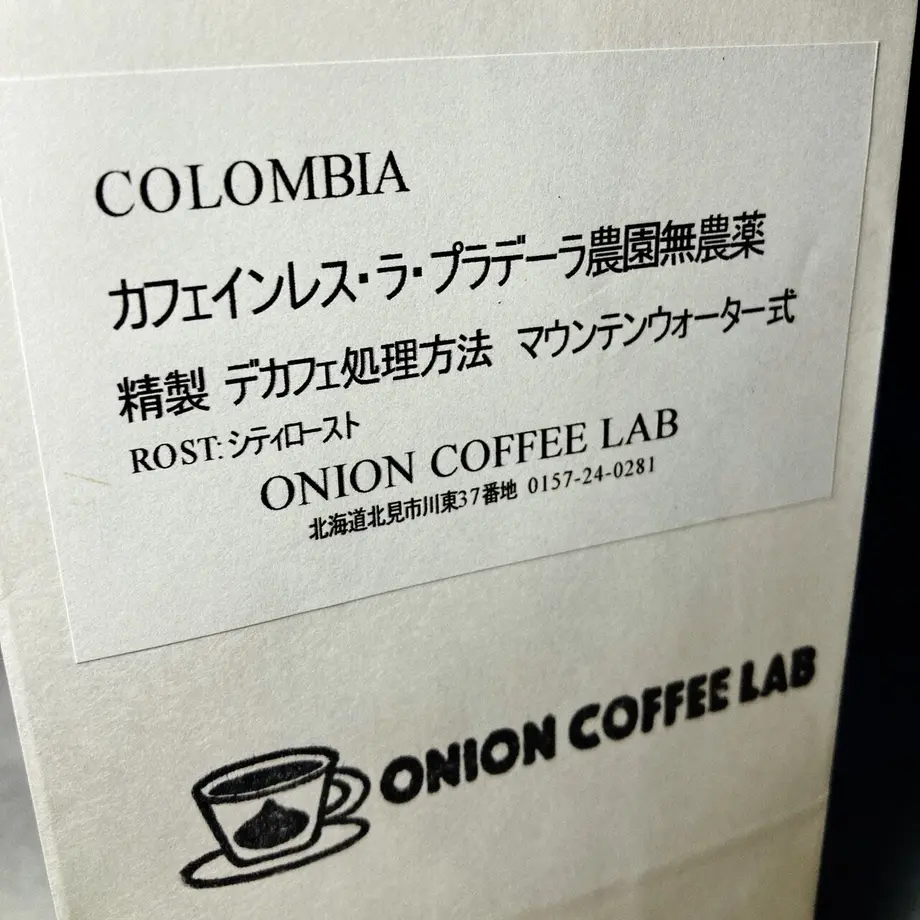 COLOMBIA
カフェインレス・ラ・プラデーラ農園無農薬
精製 デカフェ処理方法 マウンテンウォーター式
ROST:シティロースト
ONION COFFEE LAB
北海道北見市川東37番地 0157-24-0281
ONION COFFEE LAB